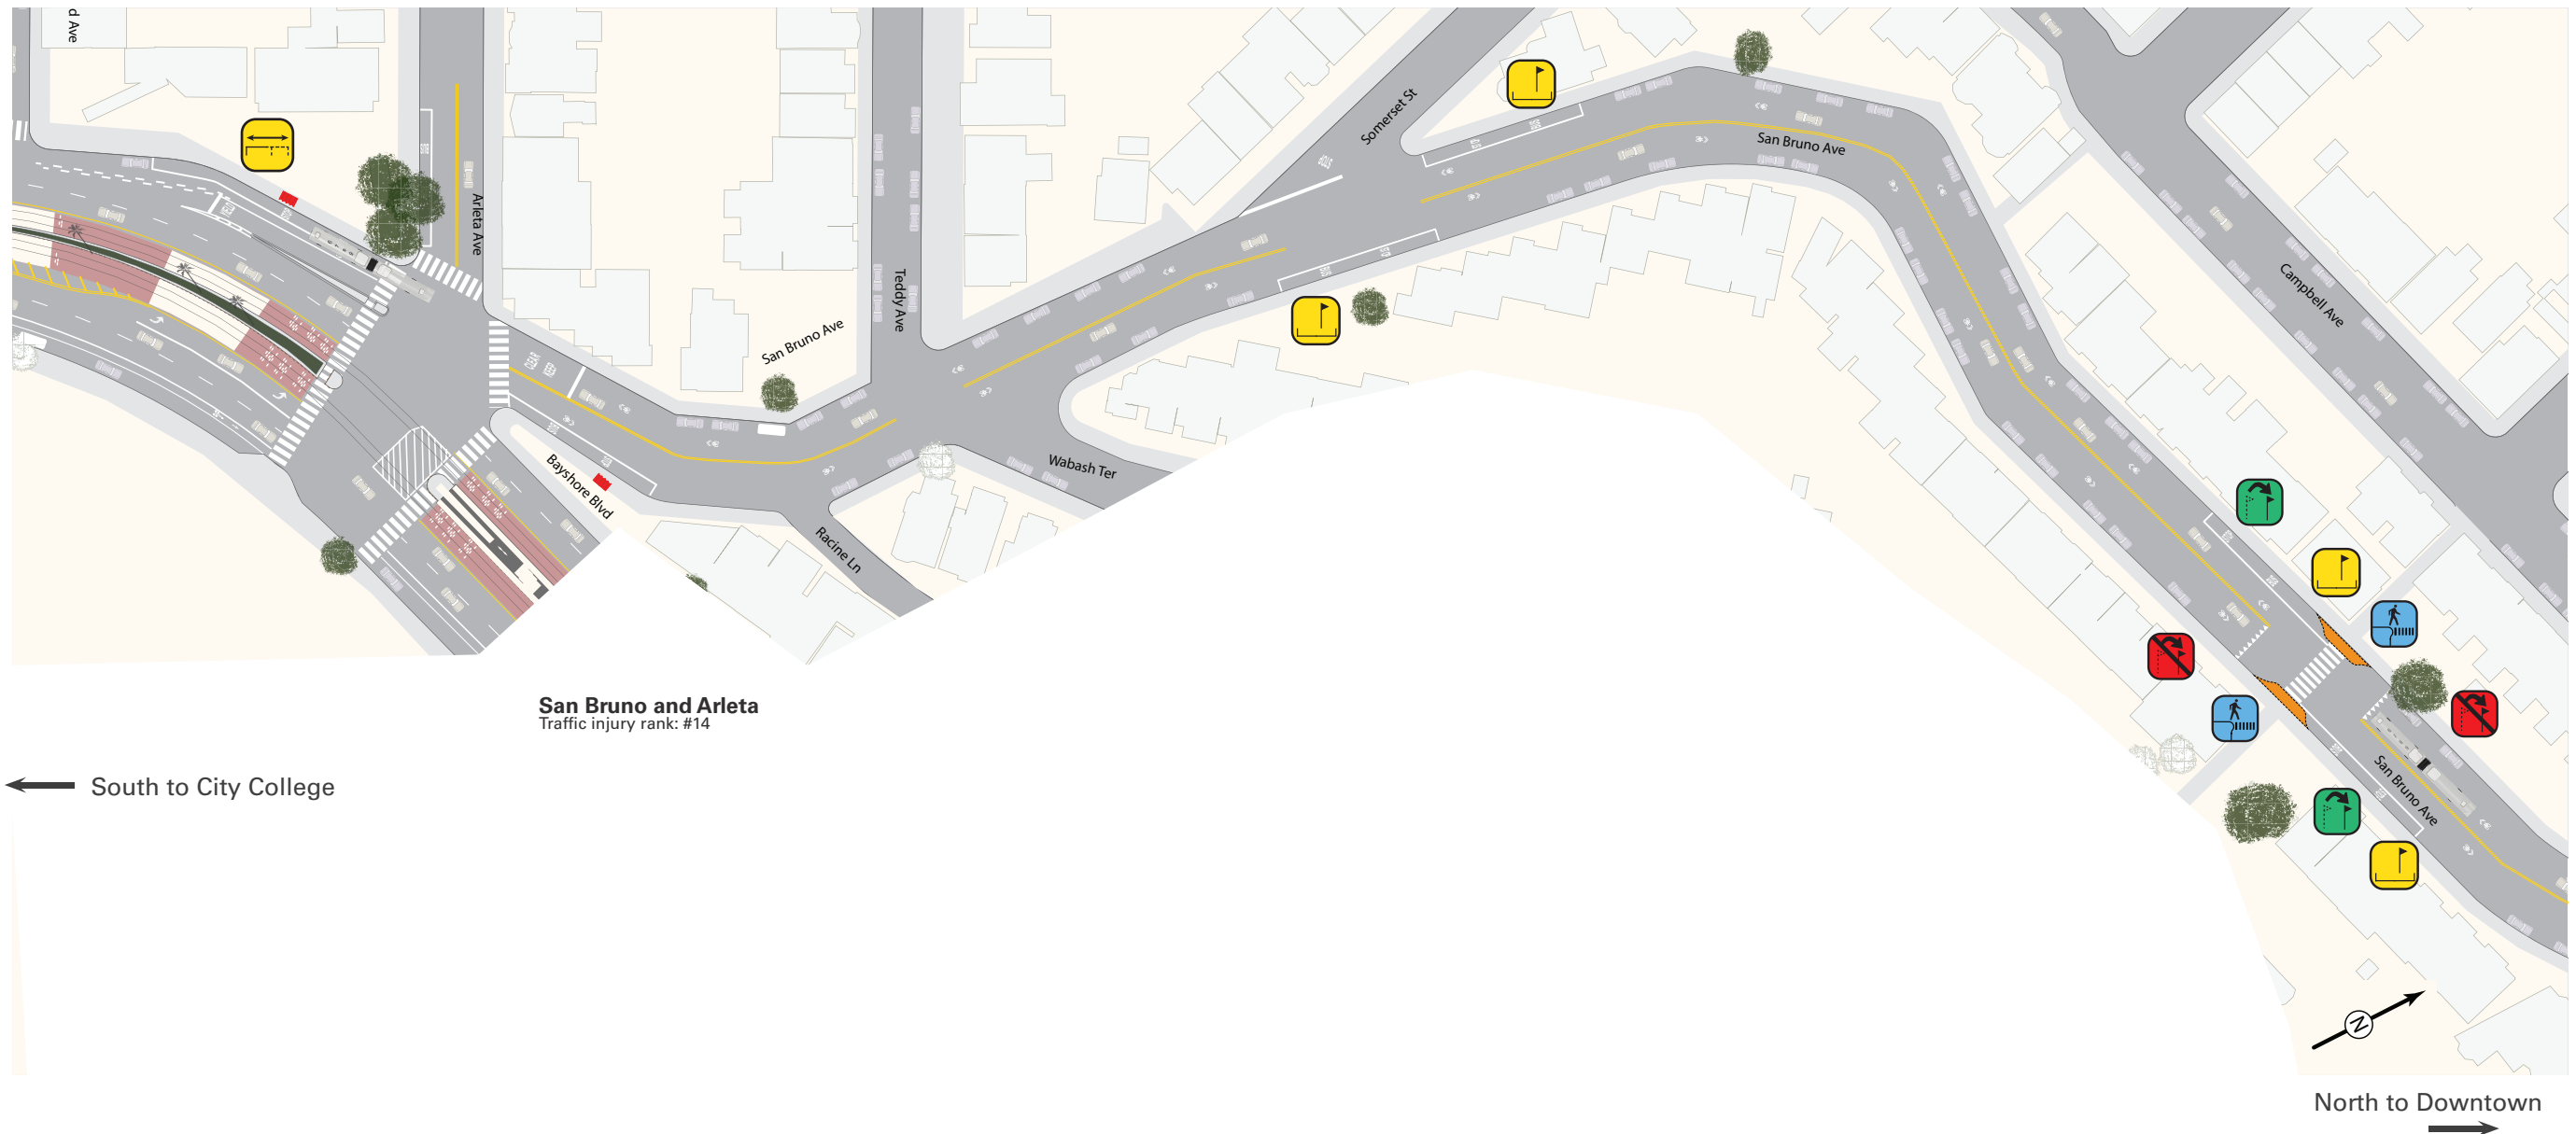 d Ave
Arleta Ave
Teddy Ave
San Bruno Ave
Somerset St
San Bruno Ave
Campbell Ave
Wabash Ter
Bayshore Blvd
Racine Ln
San Bruno and Arleta
Traffic injury rank: #14
South to City College
San Bruno Ave
N
North to Downtown